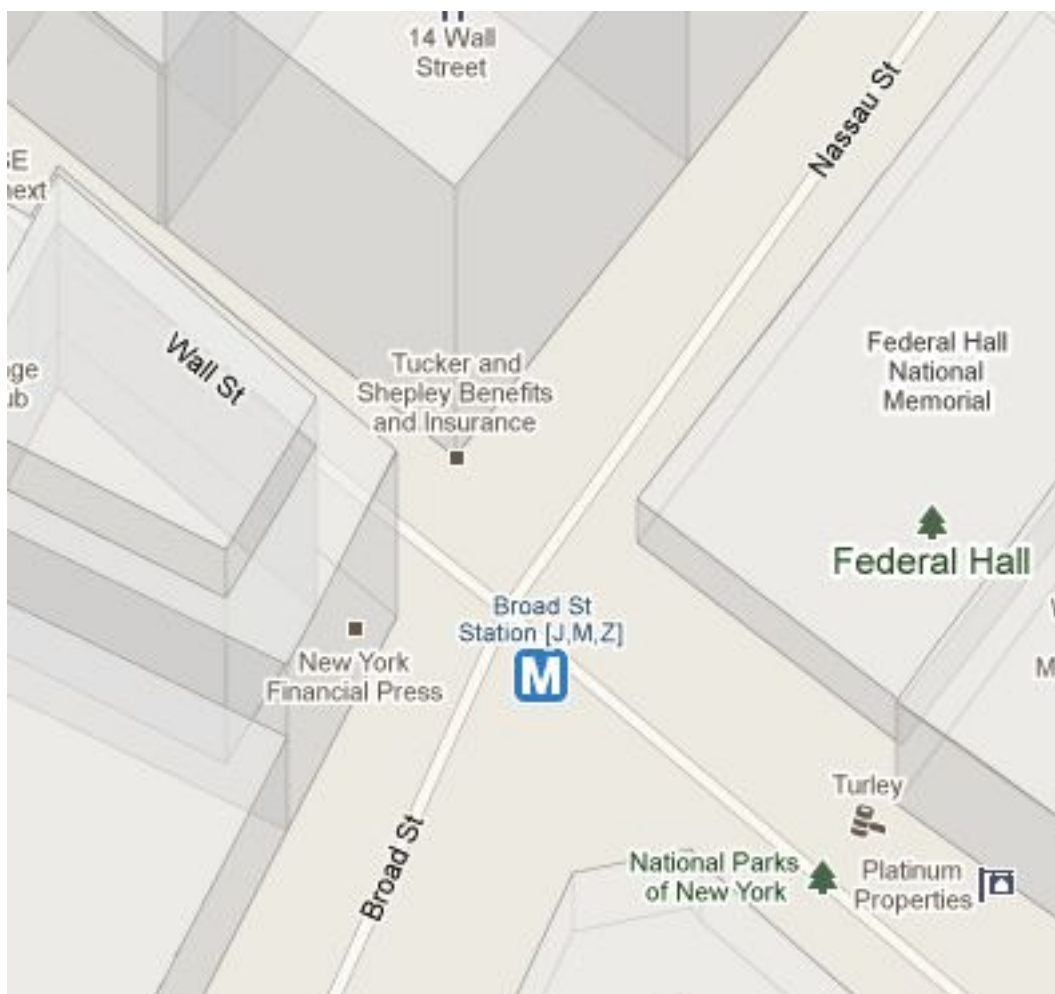 14 Wall
Street
Nassau St
Wall St
Tucker and
Shepley Benefits
and Insurance
Federal Hall
National
Memorial
Federal Hall
Broad St
Station [J,M,Z]
M
New York
Financial Press
Turley
Broad St
National Parks
of New York
Platinum
Properties